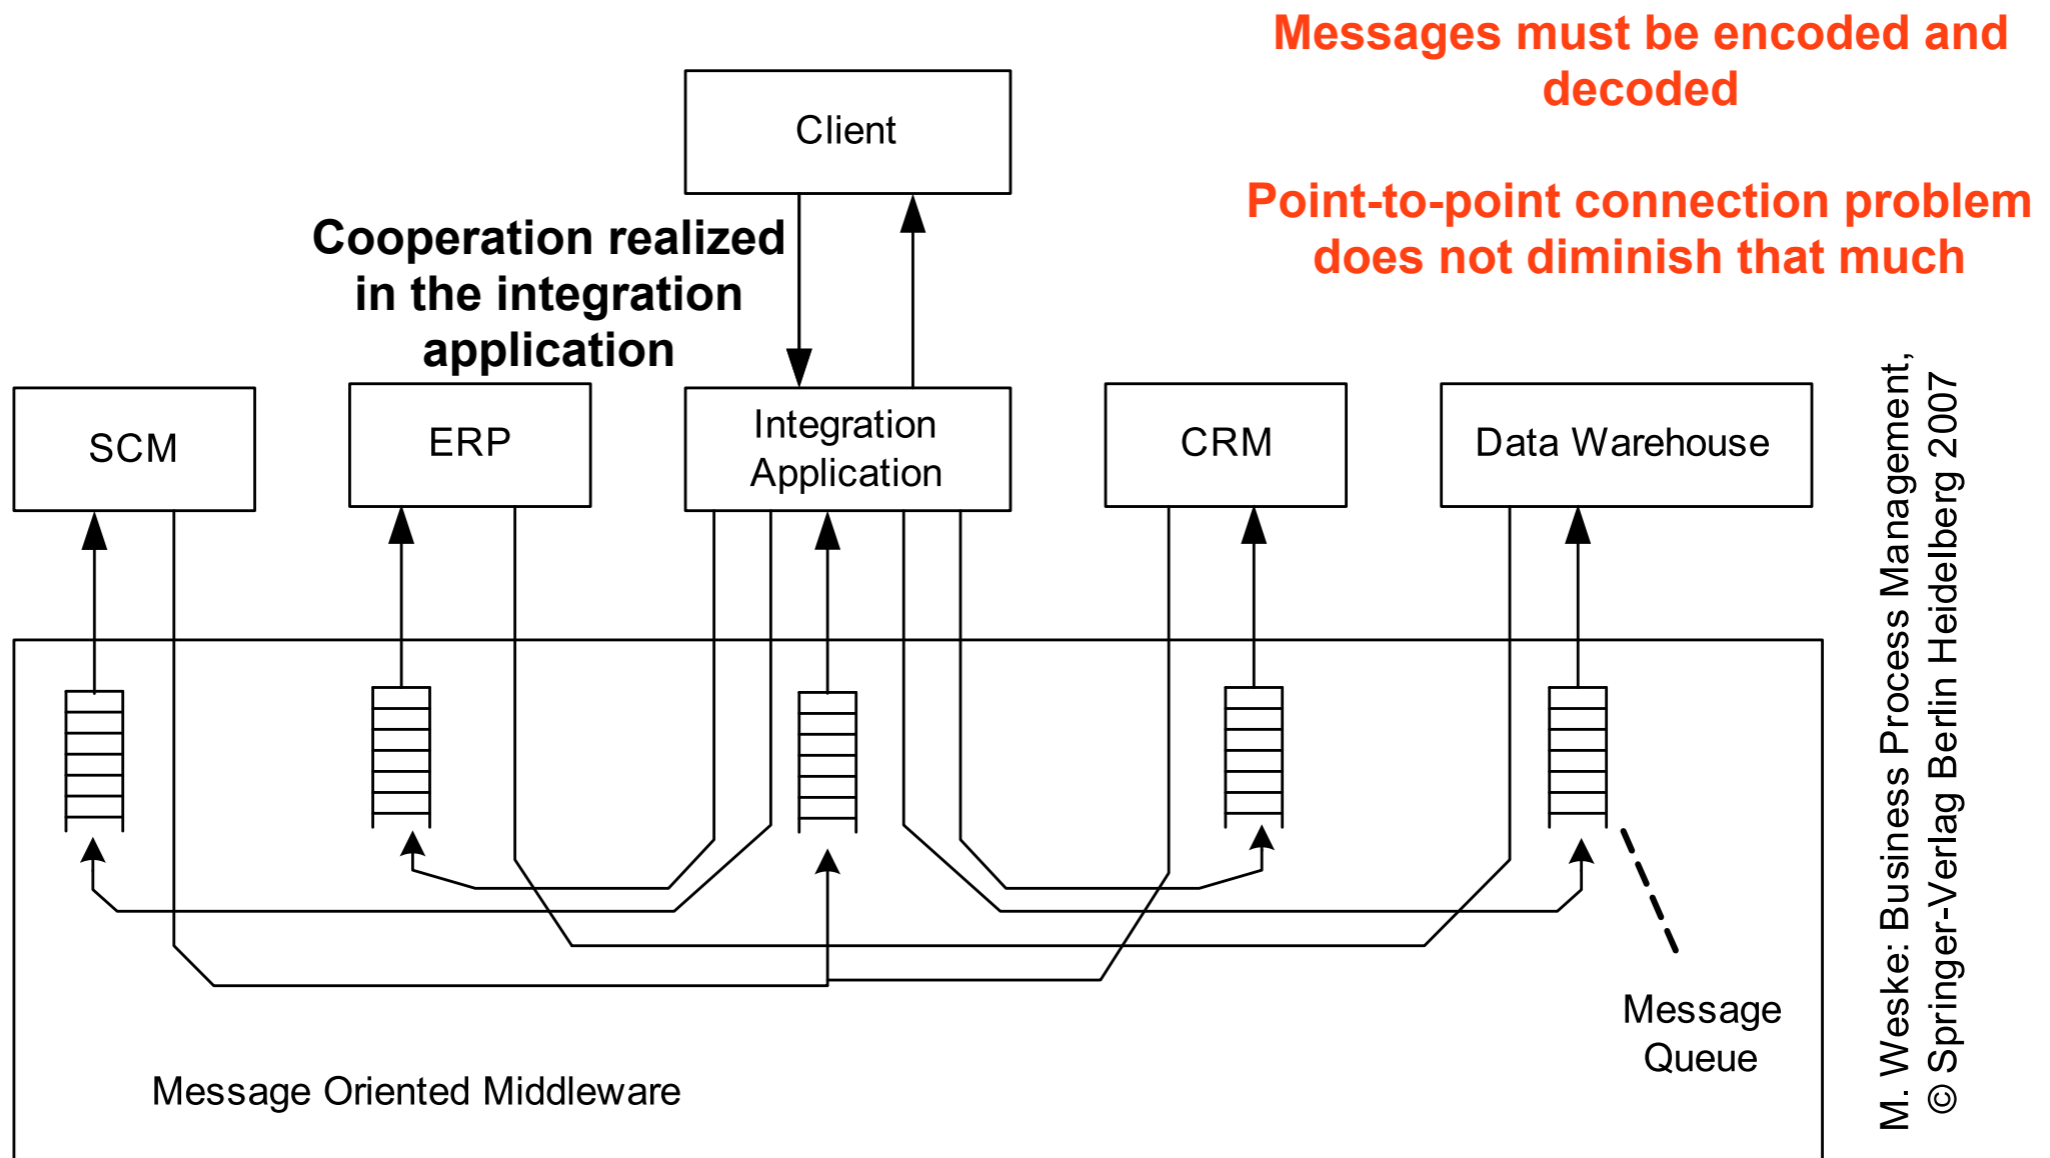 Messages must be encoded and
decoded
Client
Point-to-point connection problem
does not diminish that much
Cooperation realized
in the integration
application
SCM
ERP
Integration
Application
CRM
Data Warehouse
Message
Queue
Message Oriented Middleware
M. Weske: Business Process Management,
© Springer-Verlag Berlin Heidelberg 2007